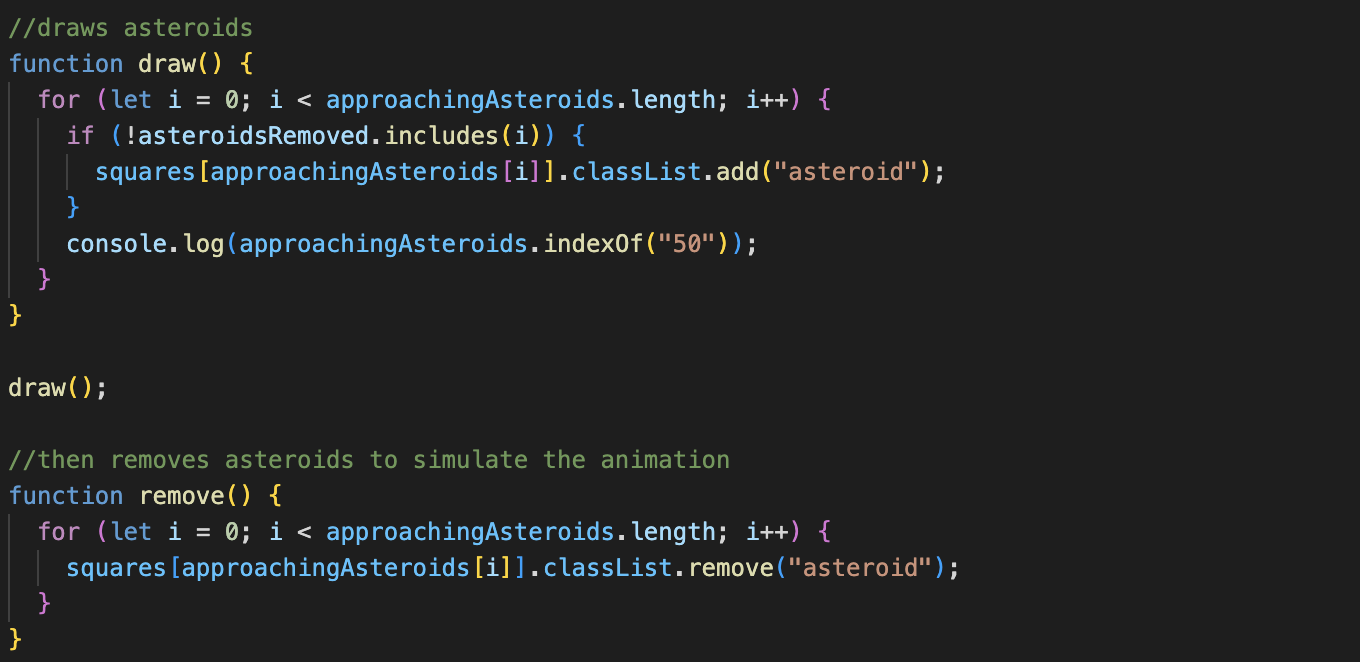 //draws asteroids
function draw() {
  for (let i = 0; i < approachingAsteroids.length; i++) {
    if (!asteroidsRemoved.includes(i)) {
      squares[approachingAsteroids[i]].classList.add("asteroid");
    }
    console.log(approachingAsteroids.indexOf("50"));
  }
}

draw();

//then removes asteroids to simulate the animation
function remove() {
  for (let i = 0; i < approachingAsteroids.length; i++) {
    squares[approachingAsteroids[i]].classList.remove("asteroid");
  }
}